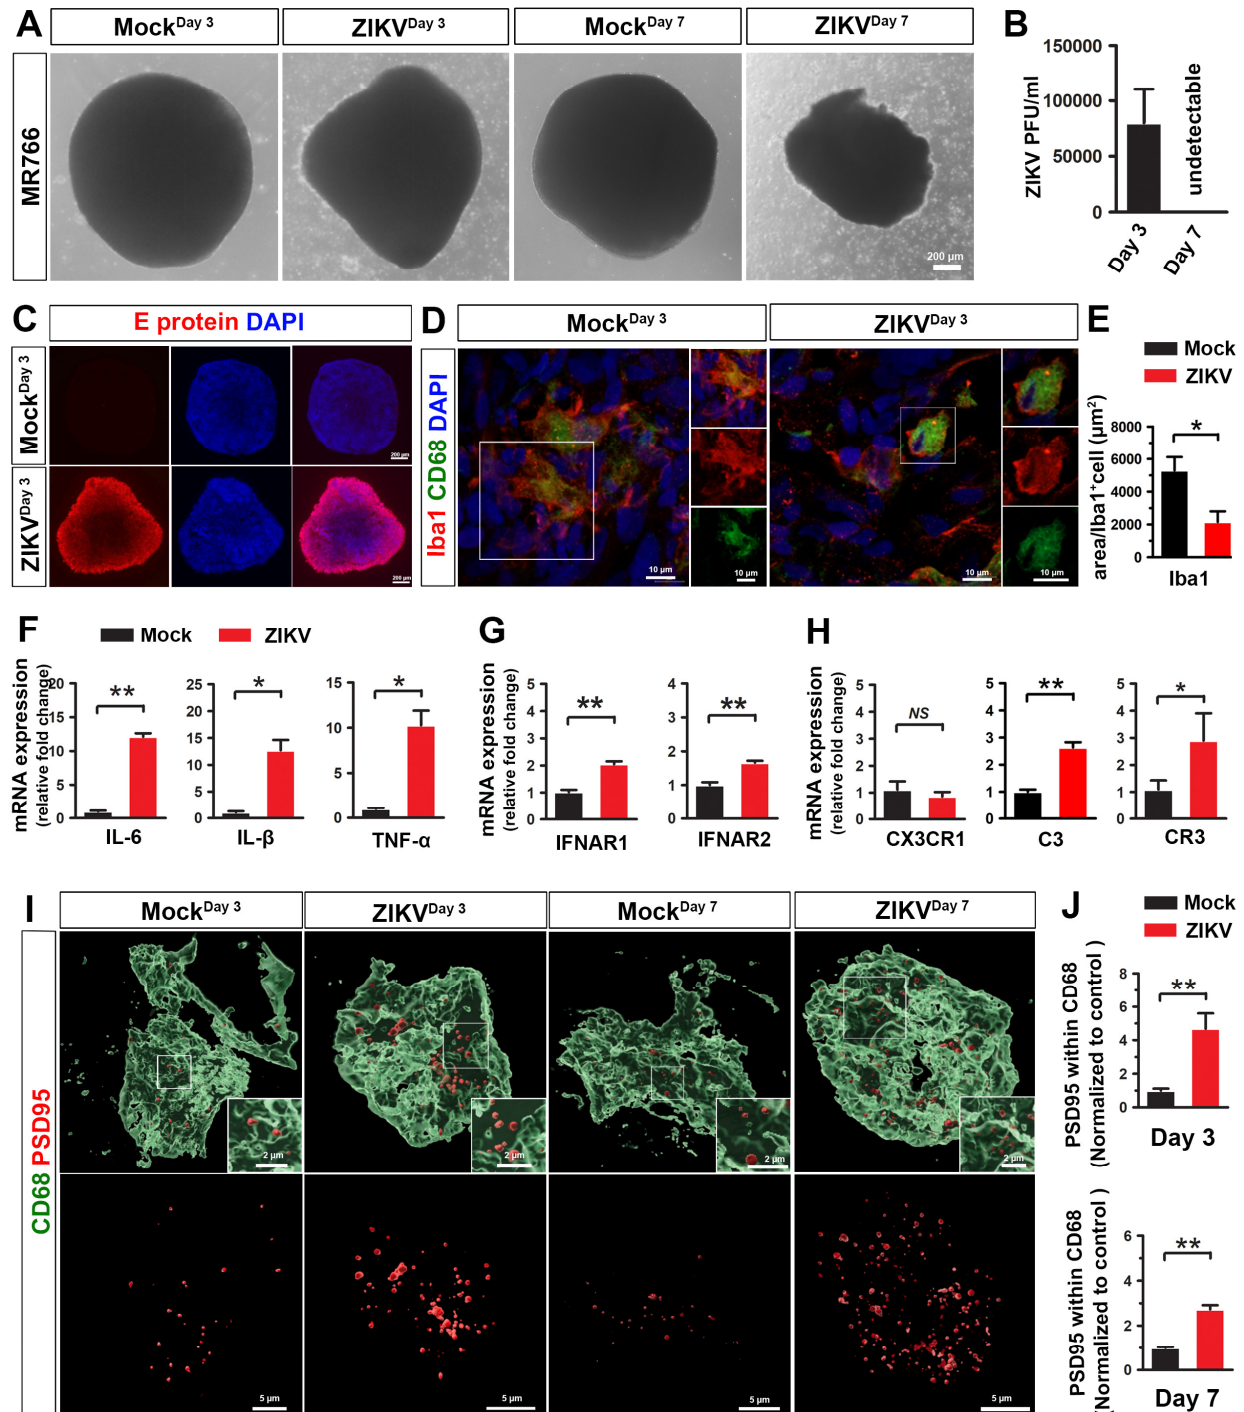 A
Mock Day 3
ZIKV Day 3
Mock Day 7
ZIKV Day 7
MR766
200 µm
B
ZIKV PFU/ml
150000
100000
50000
0
undetectable
Day 3
Day 7
C
E protein DAPI
Mock Day 3
ZIKV Day 3
200 µm
200 µm
D
Mock Day 3
ZIKV Day 3
Iba1 CD68 DAPI
10 µm
10 µm
10 µm
10 µm
E
Mock
ZIKV
area/Iba1+cell (µm2)
8000
6000
4000
2000
0
*
Iba1
F
Mock
ZIKV
mRNA expression
(relative fold change)
20
15
10
5
0
**
IL-6
25
20
15
10
5
0
*
IL-β
15
10
5
0
*
TNF-α
G
mRNA expression
(relative fold change)
5
4
3
2
1
0
**
IFNAR1
4
3
2
1
0
**
IFNAR2
H
mRNA expression
(relative fold change)
5
4
3
2
1
0
NS
CX3CR1
5
4
3
2
1
0
**
C3
5
4
3
2
1
0
*
CR3
I
Mock Day 3
ZIKV Day 3
Mock Day 7
ZIKV Day 7
CD68 PSD95
2 µm
2 µm
2 µm
2 µm
5 µm
5 µm
5 µm
5 µm
J
Mock
ZIKV
PSD95 within CD68
(Normalized to control )
8
6
4
2
0
**
Day 3
PSD95 within CD68
(Normalized to control )
6
4
2
0
**
Day 7